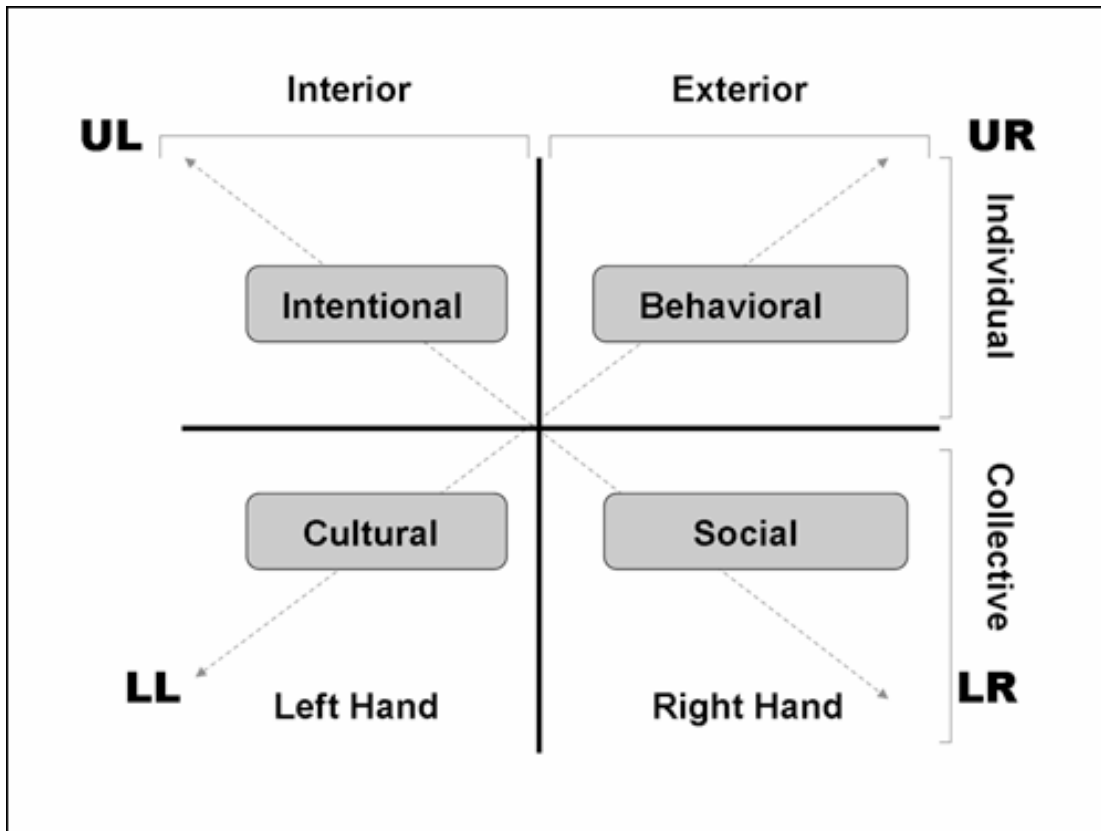 Interior
Exterior
UL
UR
Individual
Intentional
Behavioral
Collective
Cultural
Social
LL
LR
Left Hand
Right Hand